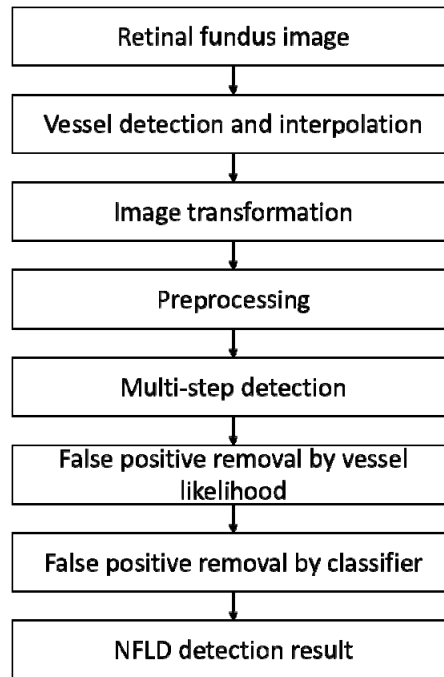 Retinal fundus image
Vessel detection and interpolation
Image transformation
Preprocessing
Multi-step detection
False positive removal by vessel
likelihood
False positive removal by classifier
NFLD detection result